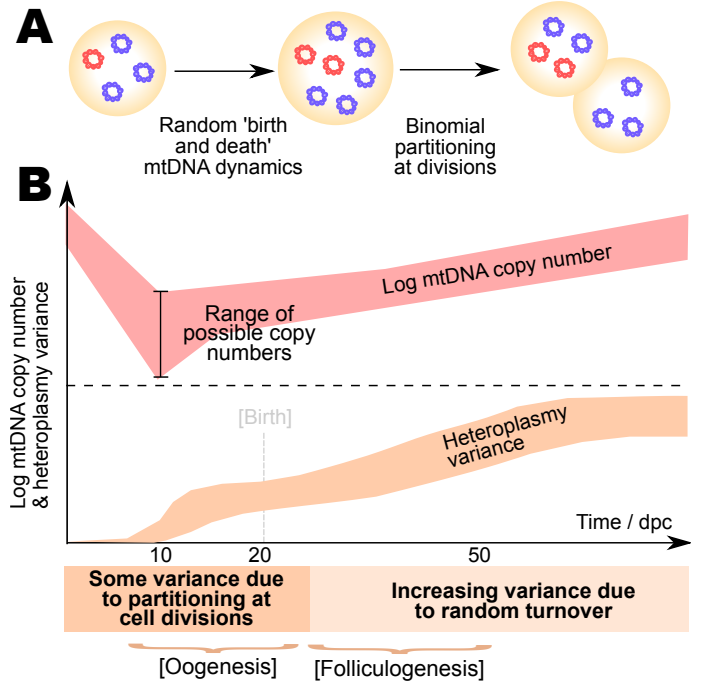 A
Random 'birth
and death'
mtDNA dynamics
Binomial
partitioning
at divisions
B
Log mtDNA copy number
& heteroplasmy variance
Log mtDNA copy number
Range of
possible copy
numbers
[Birth]
Heteroplasmy
variance
Time / dpc
10
20
50
Some variance due
to partitioning at
cell divisions
Increasing variance due
to random turnover
[Oogenesis]
[Folliculogenesis]